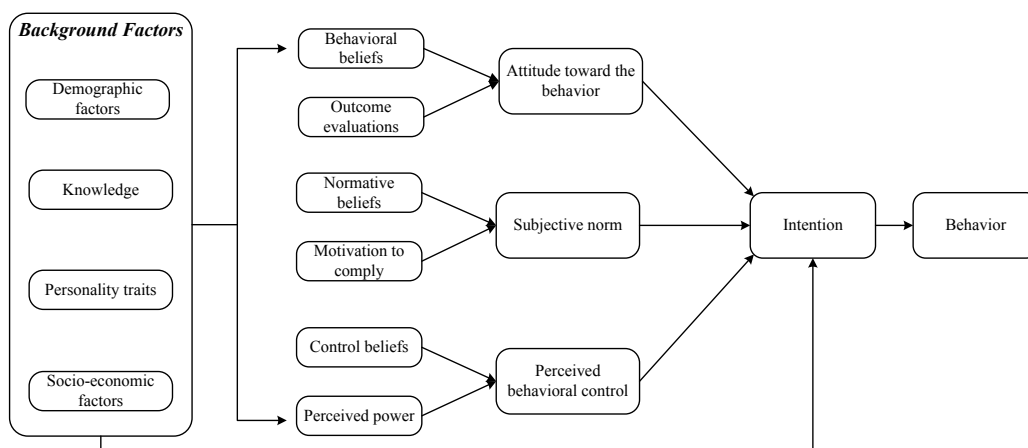 Background Factors
Demographic
factors
Knowledge
Personality traits
Socio-economic
factors
Behavioral
beliefs
Outcome
evaluations
Normative
beliefs
Motivation to
comply
Control beliefs
Perceived power
Attitude toward the
behavior
Subjective norm
Perceived
behavioral control
Intention
Behavior